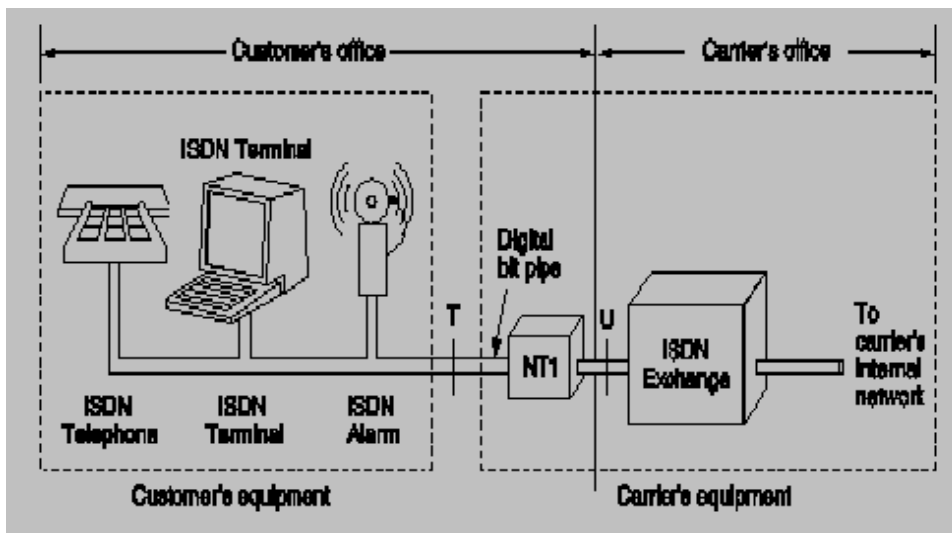 Customer's office
Carrier's office
ISDN Terminal
Digital
bit pipe
T
U
NT1
ISDN
Exchange
To
carrier's
internal
network
ISDN
Telephone
ISDN
Terminal
ISDN
Alarm
Customer's equipment
Carrier's equipment